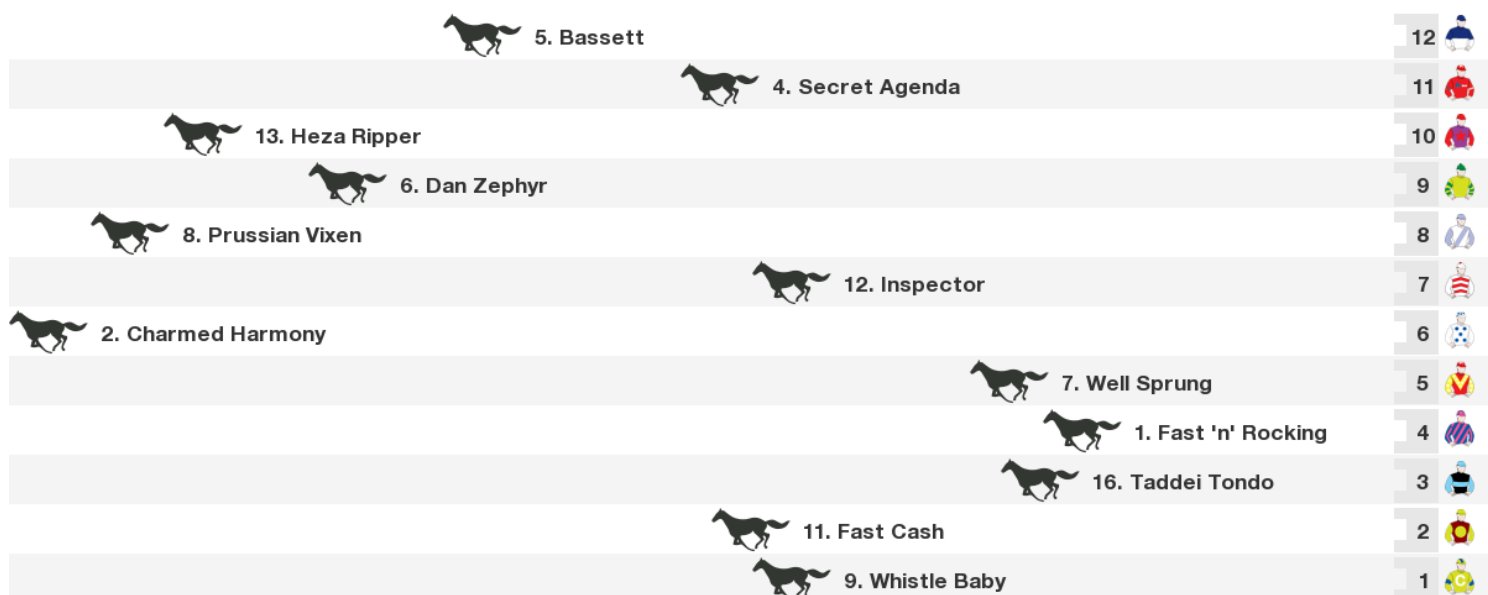 5. Bassett 12
4. Secret Agenda 11
13. Heza Ripper 10
6. Dan Zephyr 9
8. Prussian Vixen 8
12. Inspector 7
2. Charmed Harmony 6
7. Well Sprung 5
1. Fast 'n' Rocking 4
16. Taddei Tondo 3
11. Fast Cash 2
9. Whistle Baby 1 C